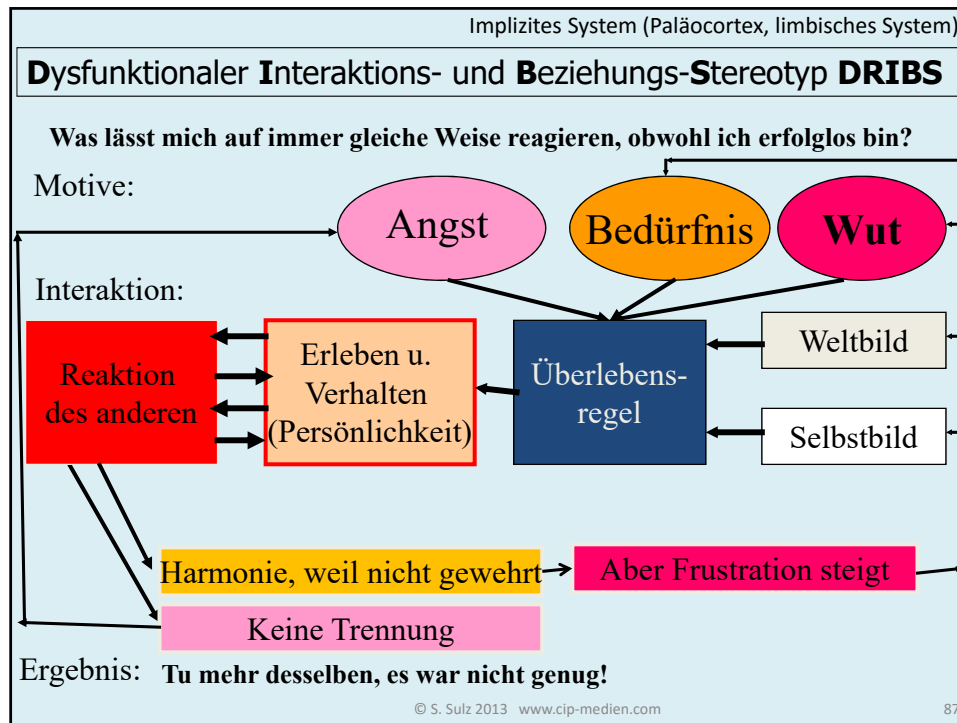 Implizites System (Paläocortex, limbisches System)
Dysfunktionaler Interaktions- und Beziehungs-Stereotyp DRIBS
Was lässt mich auf immer gleiche Weise reagieren, obwohl ich erfolglos bin?
Motive:
Angst
Bedürfnis
Wut
Interaktion:
Reaktion
des anderen
Erleben u.
Verhalten
(Persönlichkeit)
Überlebens-
regel
Weltbild
Selbstbild
Harmonie, weil nicht gewehrt
Aber Frustration steigt
Keine Trennung
Ergebnis:
Tu mehr desselben, es war nicht genug!
© S. Sulz 2013 www.cip-medien.com
87